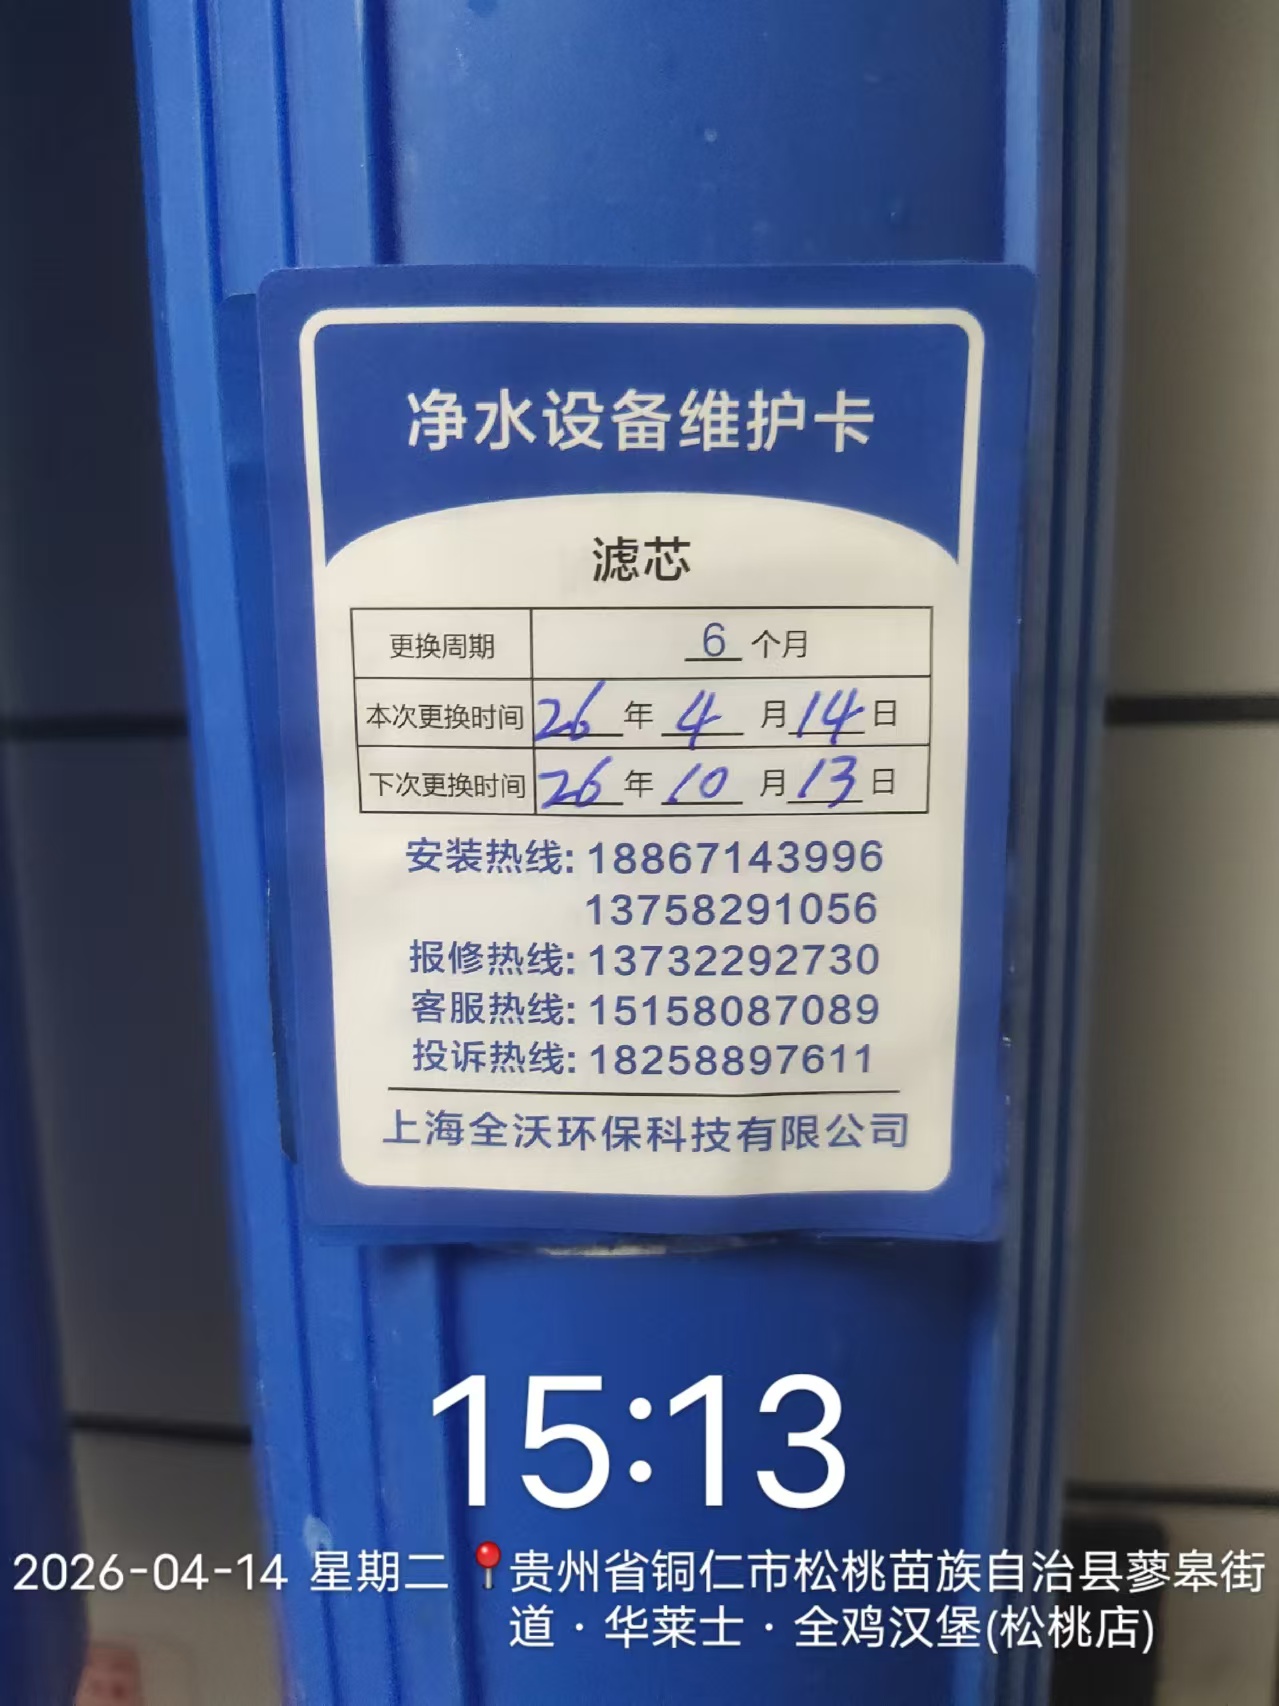 净水设备维护卡
滤芯
更换周期 6 个月
本次更换时间 26 年 4 月 14 日
下次更换时间 26 年 10 月 13 日
安装热线: 18867143996
13758291056
报修热线: 13732292730
客服热线: 15158087089
投诉热线: 18258897611
上海全沃环保科技有限公司
15:13
2026-04-14 星期二 贵州省铜仁市松桃苗族自治县蓼皋街
道·华莱士·全鸡汉堡(松桃店)